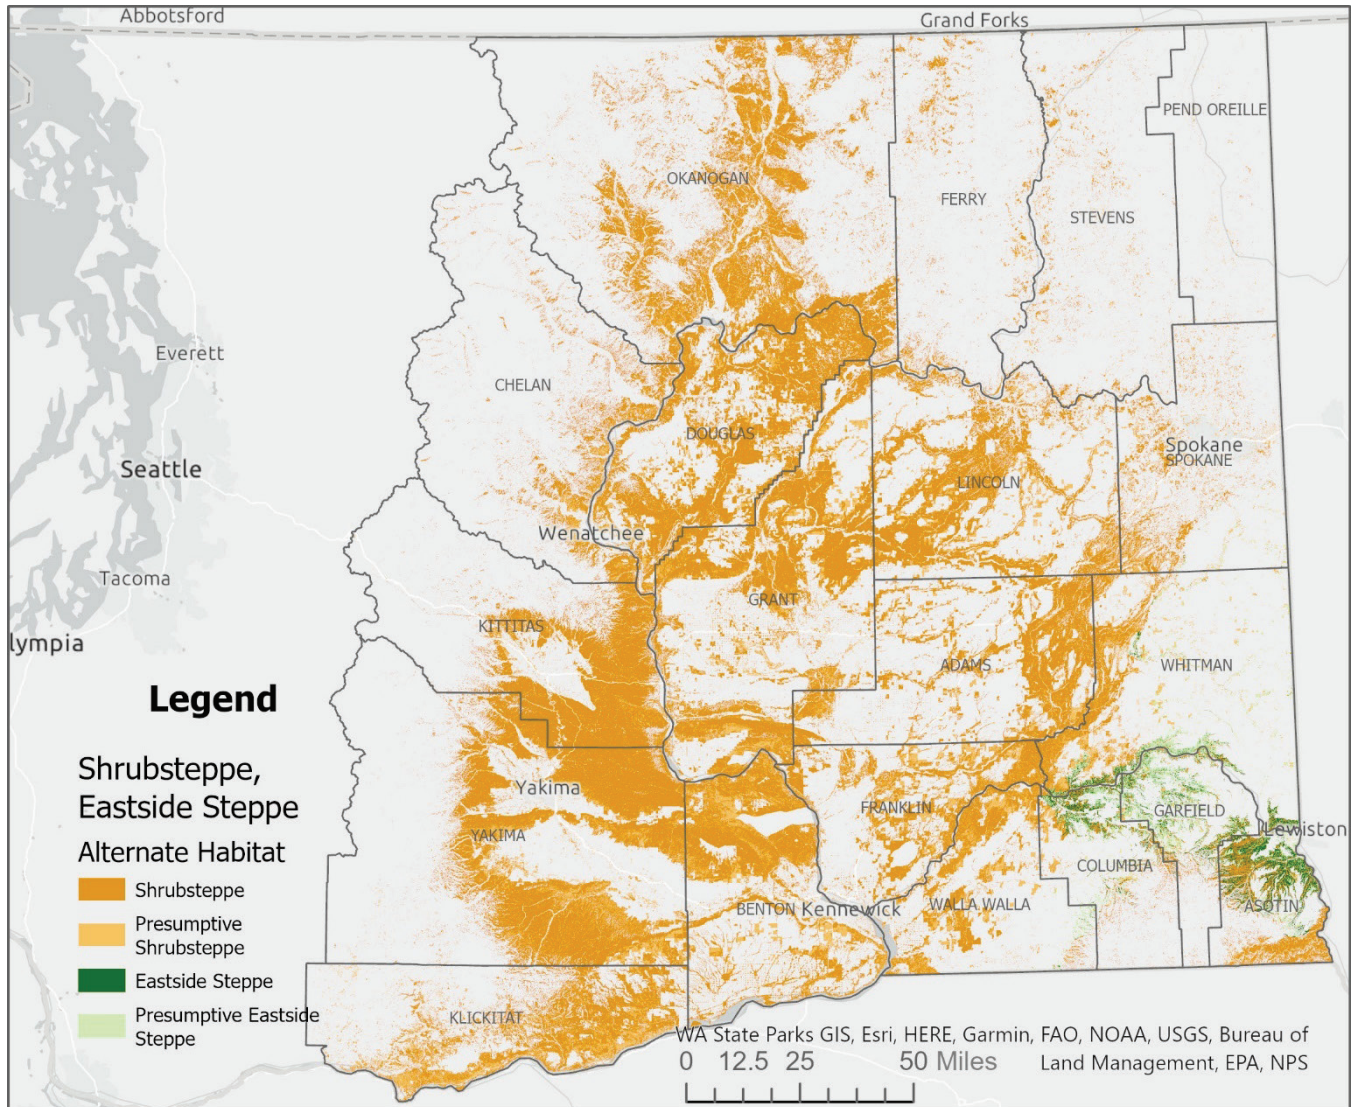 Abbotsford
Grand Forks
PEND OREILLE
OKANOGAN
FERRY
STEVENS
Everett
CHELAN
DOUGLAS
Spokane
SPOKANE
Seattle
LINCOLN
Wenatchee
Tacoma
GRANT
KITTITAS
lympia
ADAMS
WHITMAN
Legend
Shrubsteppe,
Eastside Steppe
Alternate Habitat
Shrubsteppe
Presumptive
Shrubsteppe
Eastside Steppe
Presumptive Eastside
Steppe
Yakima
YAKIMA
FRANKLIN
GARFIELD
Lewiston
COLUMBIA
BENTON
Kennewick
WALLA WALLA
ASOTIN
KLICKITAT
WA State Parks GIS, Esri, HERE, Garmin, FAO, NOAA, USGS, Bureau of
Land Management, EPA, NPS
0 12.5 25 50 Miles